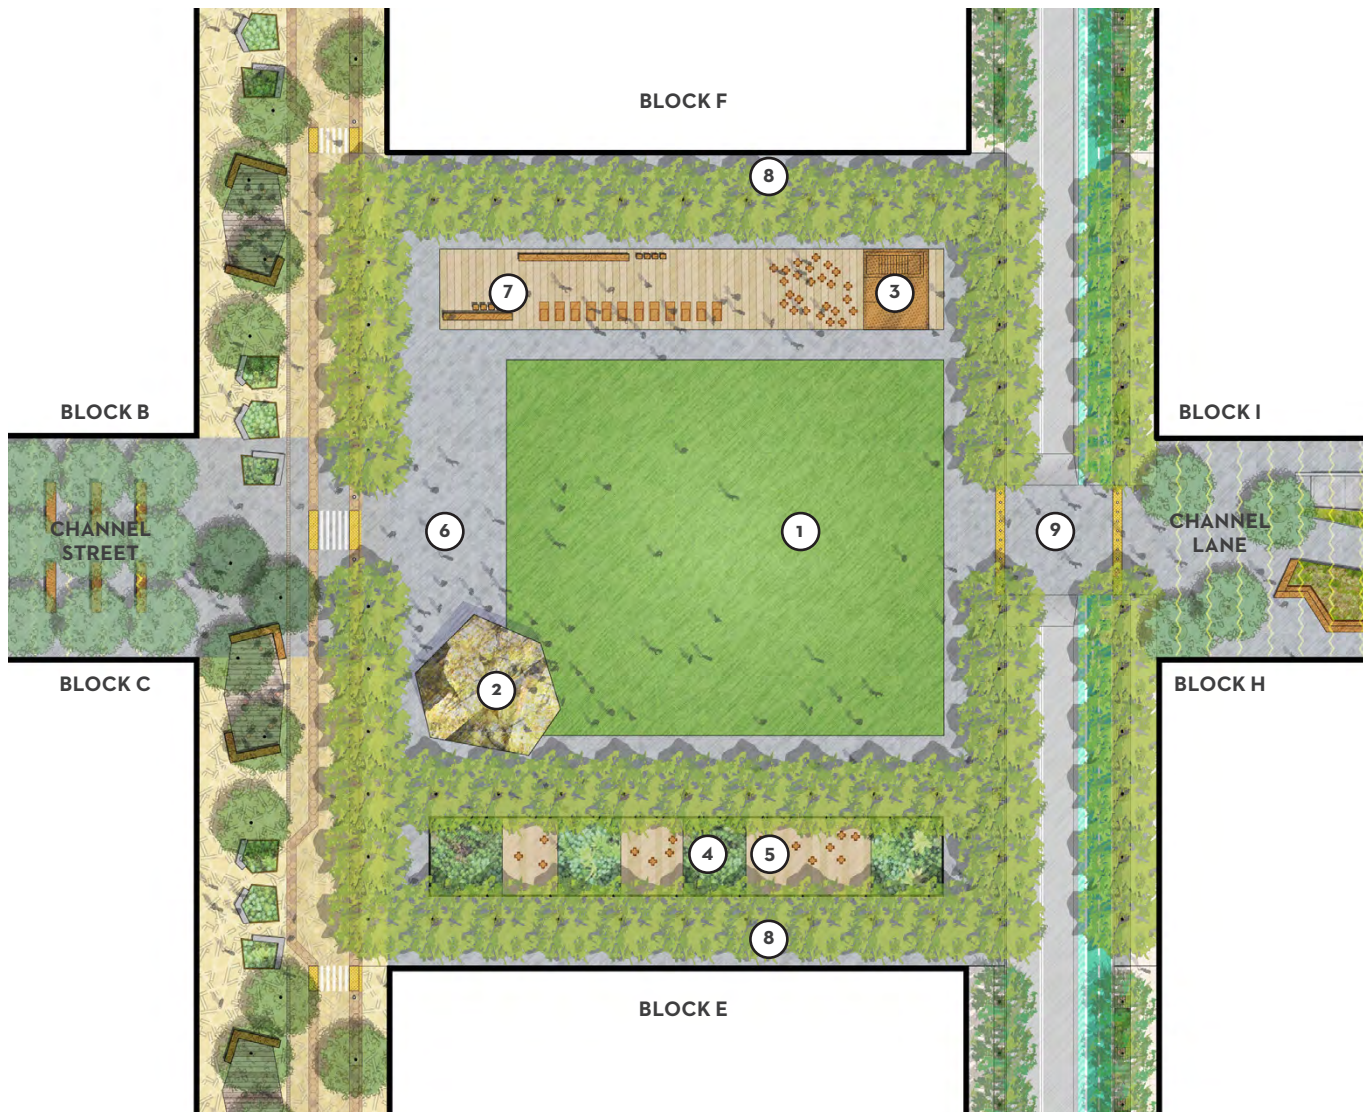 BLOCK F
8
7
3
BLOCK B
BLOCK I
CHANNEL
STREET
6
1
9
CHANNEL
LANE
BLOCK C
2
BLOCK H
4
5
8
BLOCK E